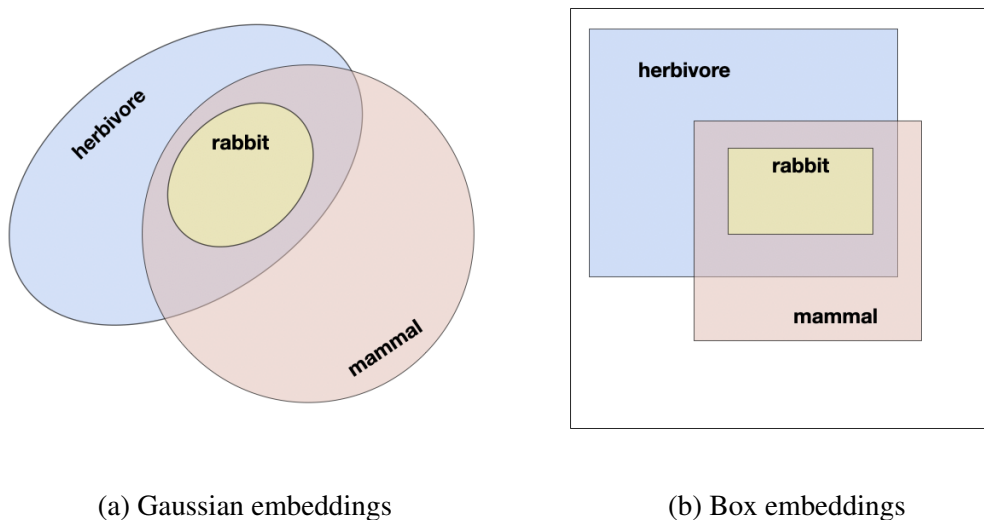 herbivore
rabbit
mammal
herbivore
rabbit
mammal
(a) Gaussian embeddings
(b) Box embeddings